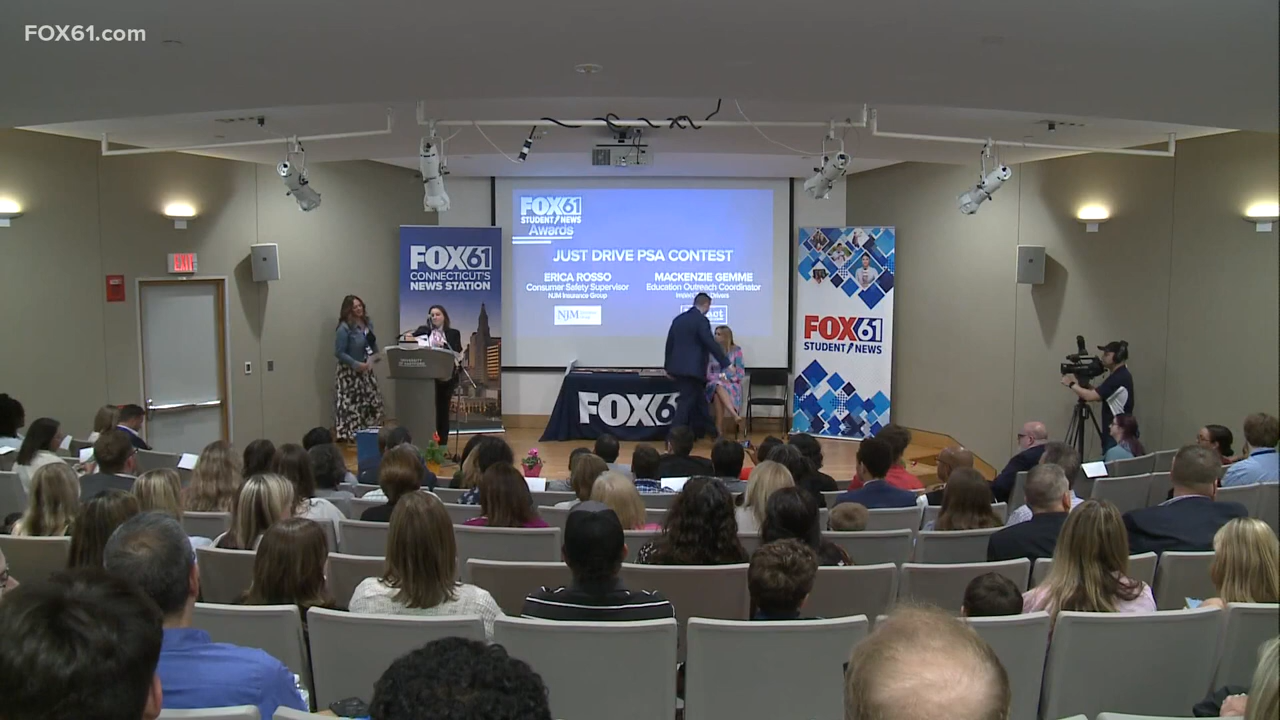 FOX61.com
FOX61
STUDENT NEWS
Awards
JUST DRIVE PSA CONTEST
ERICA ROSSO
Consumer Safety Supervisor
NJM Insurance Group
NJM
MACKENZIE GEMME
Education Outreach Coordinator
FOX61
CONNECTICUT'S
NEWS STATION
EXIT
FOX61
STUDENT NEWS
FOX6